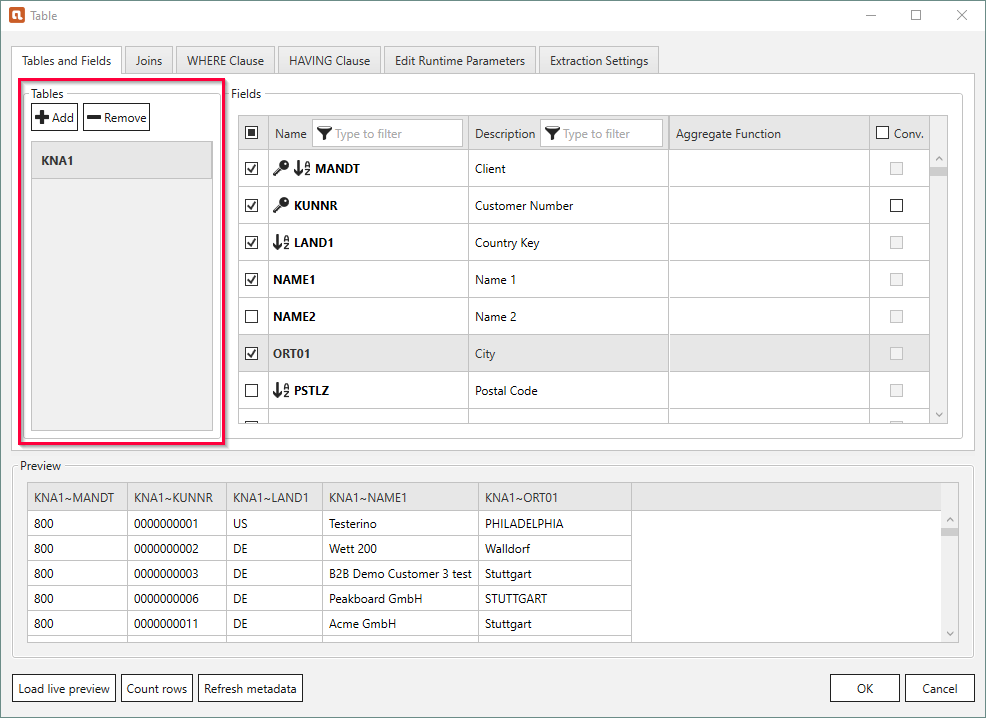 Table
Tables and Fields Joins WHERE Clause HAVING Clause Edit Runtime Parameters Extraction Settings
Tables
Add Remove
KNA1
Fields
Name Type to filter Description Type to filter Aggregate Function Conv.
MANDT Client
KUNNR Customer Number
LAND1 Country Key
NAME1 Name 1
NAME2 Name 2
ORT01 City
PSTLZ Postal Code
Preview
KNA1~MANDT KNA1~KUNNR KNA1~LAND1 KNA1~NAME1 KNA1~ORT01
800 0000000001 US Testerino PHILADELPHIA
800 0000000002 DE Wett 200 Walldorf
800 0000000003 DE B2B Demo Customer 3 test Stuttgart
800 0000000006 DE Peakboard GmbH STUTTGART
800 0000000011 DE Acme GmbH Stuttgart
Load live preview Count rows Refresh metadata OK Cancel